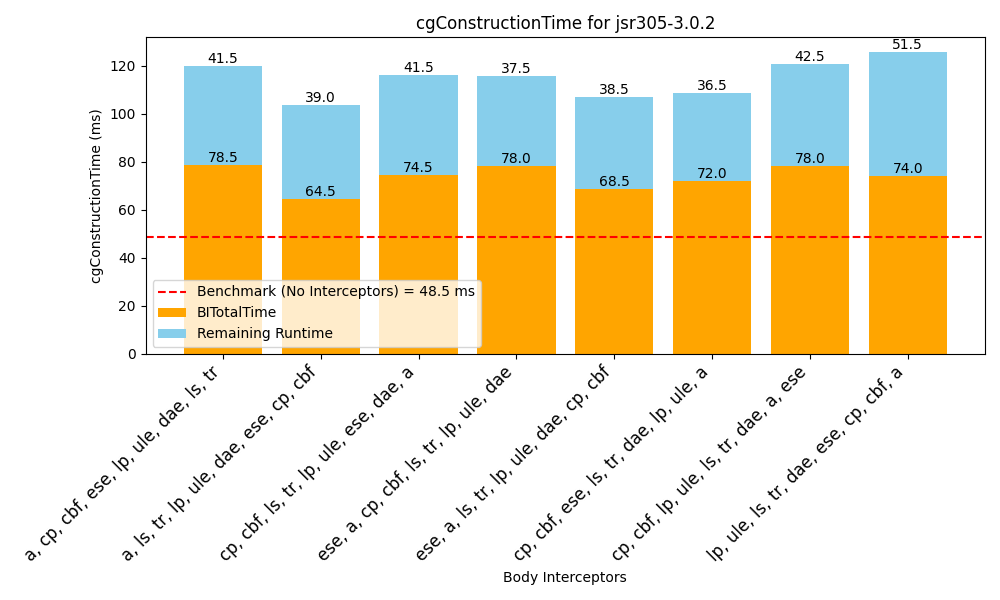 cgConstructionTime for jsr305-3.0.2
cgConstructionTime (ms)
120
100
80
60
40
20
0
41.5
39.0
41.5
37.5
38.5
36.5
42.5
51.5
78.5
64.5
74.5
78.0
68.5
72.0
78.0
74.0
Benchmark (No Interceptors) = 48.5 ms
BITotalTime
Remaining Runtime
a, cp, cbf, ese, lp, ule, dae, ls, tr
a, ls, tr, lp, ule, dae, ese, cp, cbf
cp, cbf, ls, tr, lp, ule, ese, dae, a
ese, a, cp, cbf, ls, tr, lp, ule, dae
ese, a, ls, tr, lp, ule, dae, cp, cbf
cp, cbf, ese, ls, tr, dae, lp, ule, a
cp, cbf, lp, ule, ls, tr, dae, a, ese
lp, ule, ls, tr, dae, ese, cp, cbf, a
Body Interceptors